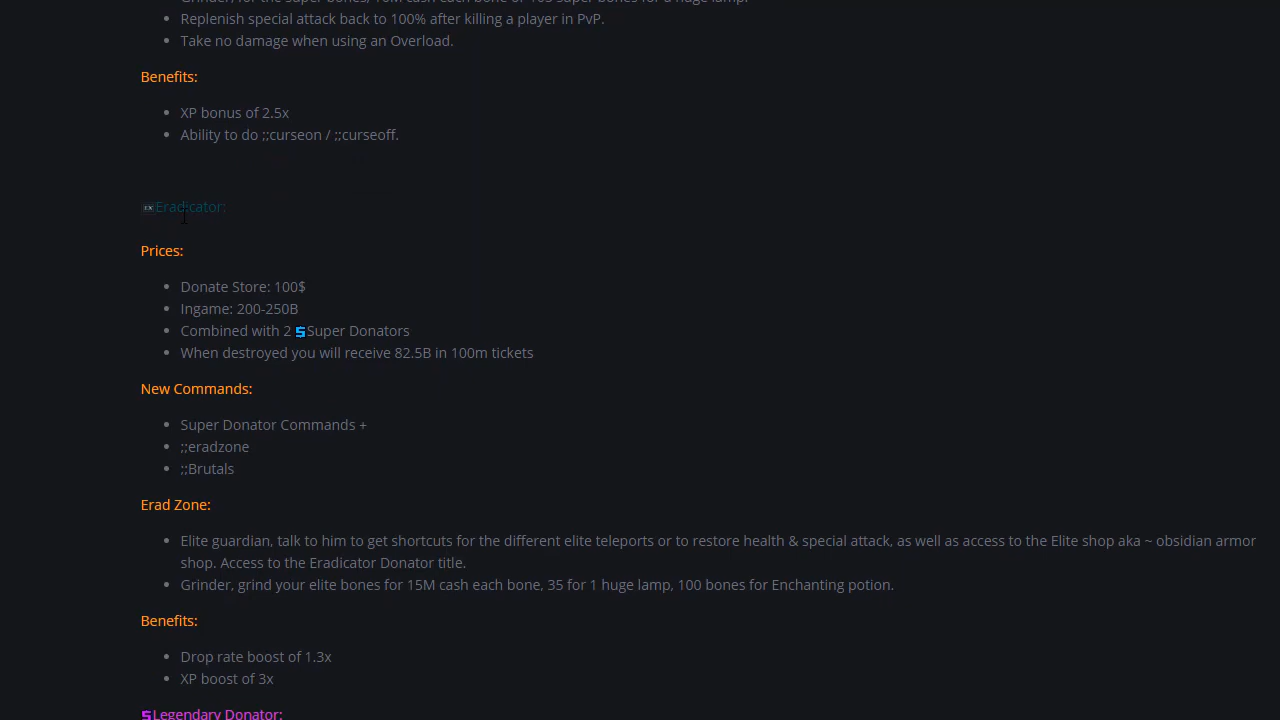 Replenish special attack back to 100% after killing a player in PvP.
Take no damage when using an Overload.
Benefits:
XP bonus of 2.5x
Ability to do ;;curseon / ;;curseoff.
Eradicator:
Prices:
Donate Store: 100$
Ingame: 200-250B
Combined with 2 Super Donators
When destroyed you will receive 82.5B in 100m tickets
New Commands:
Super Donator Commands +
;;eradzone
;;Brutals
Erad Zone:
Elite guardian, talk to him to get shortcuts for the different elite teleports or to restore health & special attack, as well as access to the Elite shop aka ~ obsidian armor
shop. Access to the Eradicator Donator title.
Grinder, grind your elite bones for 15M cash each bone, 35 for 1 huge lamp, 100 bones for Enchanting potion.
Benefits:
Drop rate boost of 1.3x
XP boost of 3x
Legendary Donator: